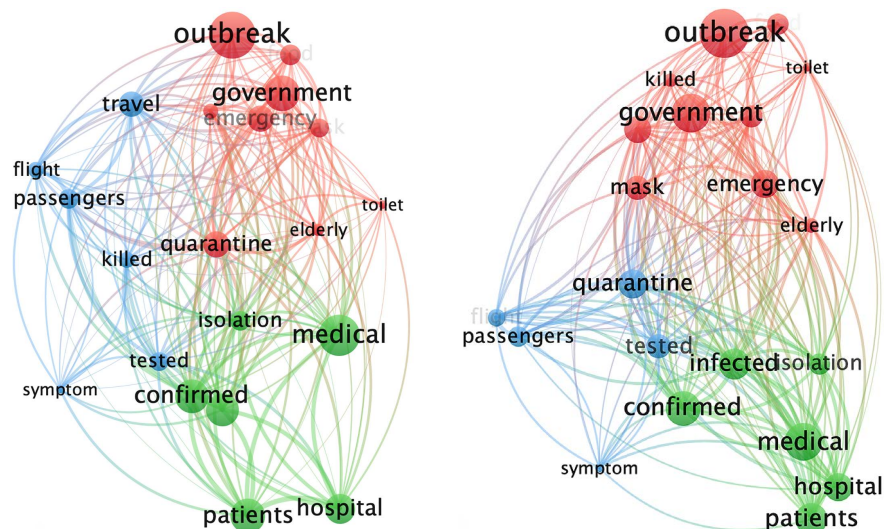 outbreak
government
emergency
travel
flight
passengers
toilet
elderly
quarantine
killed
isolation
medical
tested
symptom
confirmed
patients
hospital
outbreak
toilet
killed
government
mask
emergency
elderly
quarantine
flight
passengers
tested
infected
isolation
confirmed
medical
symptom
hospital
patients